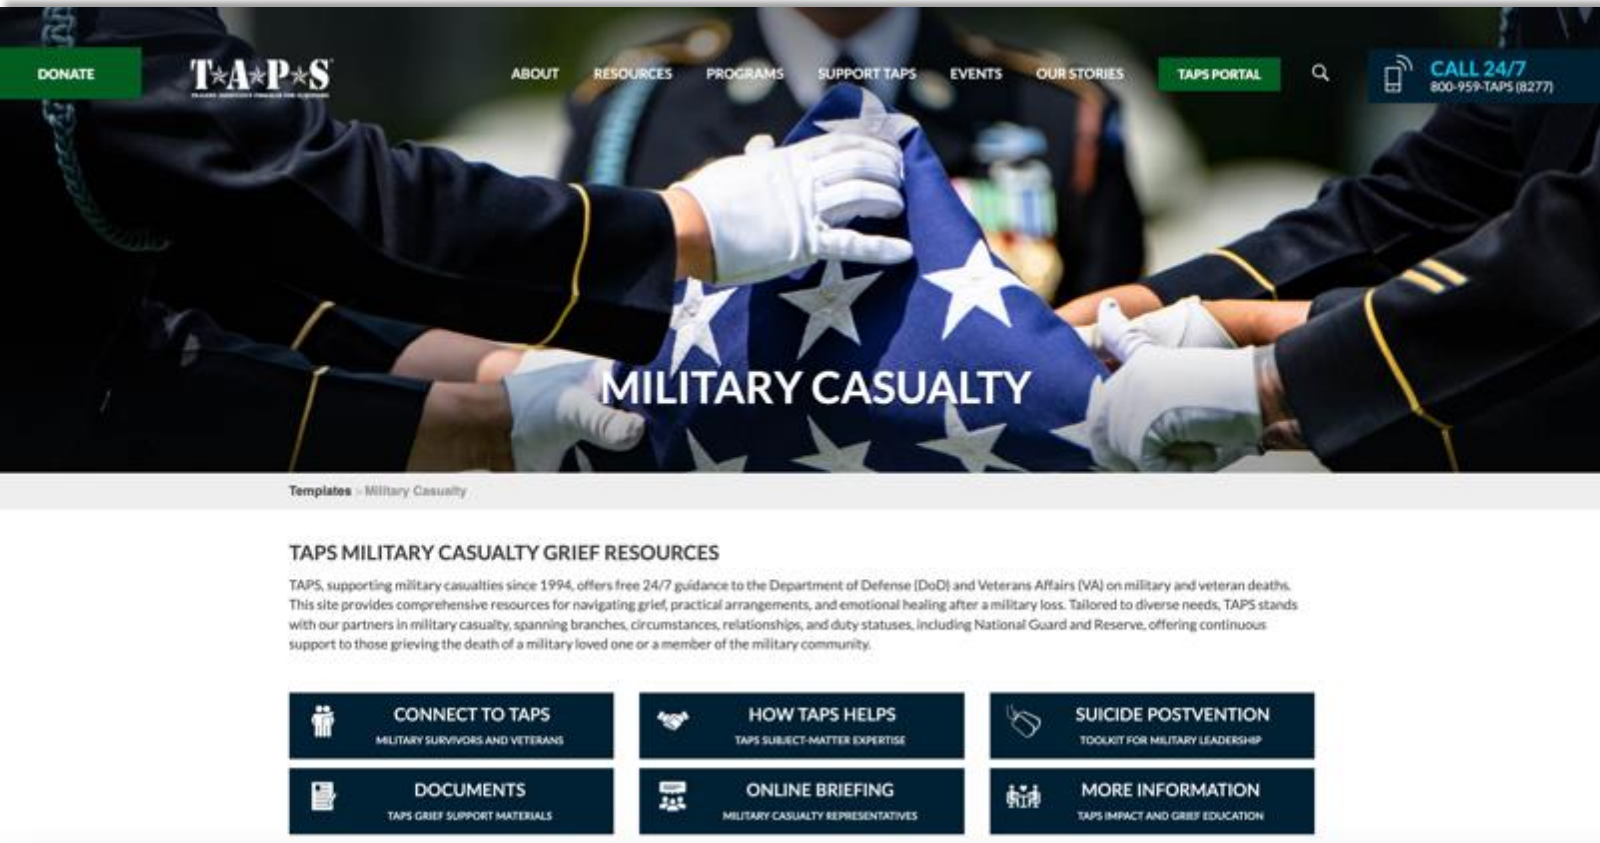 DONATE
T★A★P★S
ABOUT
RESOURCES
PROGRAMS
SUPPORT TAPS
EVENTS
OUR STORIES
TAPS PORTAL
CALL 24/7
800-959-TAPS (8277)
MILITARY CASUALTY
Templates » Military Casualty
TAPS MILITARY CASUALTY GRIEF RESOURCES
TAPS, supporting military casualties since 1994, offers free 24/7 guidance to the Department of Defense (DoD) and Veterans Affairs (VA) on military and veteran deaths.
This site provides comprehensive resources for navigating grief, practical arrangements, and emotional healing after a military loss. Tailored to diverse needs, TAPS stands
with our partners in military casualty, spanning branches, circumstances, relationships, and duty statuses, including National Guard and Reserve, offering continuous
support to those grieving the death of a military loved one or a member of the military community.
CONNECT TO TAPS
MILITARY SURVIVORS AND VETERANS
HOW TAPS HELPS
TAPS SUBJECT-MATTER EXPERTISE
SUICIDE POSTVENTION
TOOLKIT FOR MILITARY LEADERSHIP
DOCUMENTS
TAPS GRIEF SUPPORT MATERIALS
ONLINE BRIEFING
MILITARY CASUALTY REPRESENTATIVES
MORE INFORMATION
TAPS IMPACT AND GRIEF EDUCATION